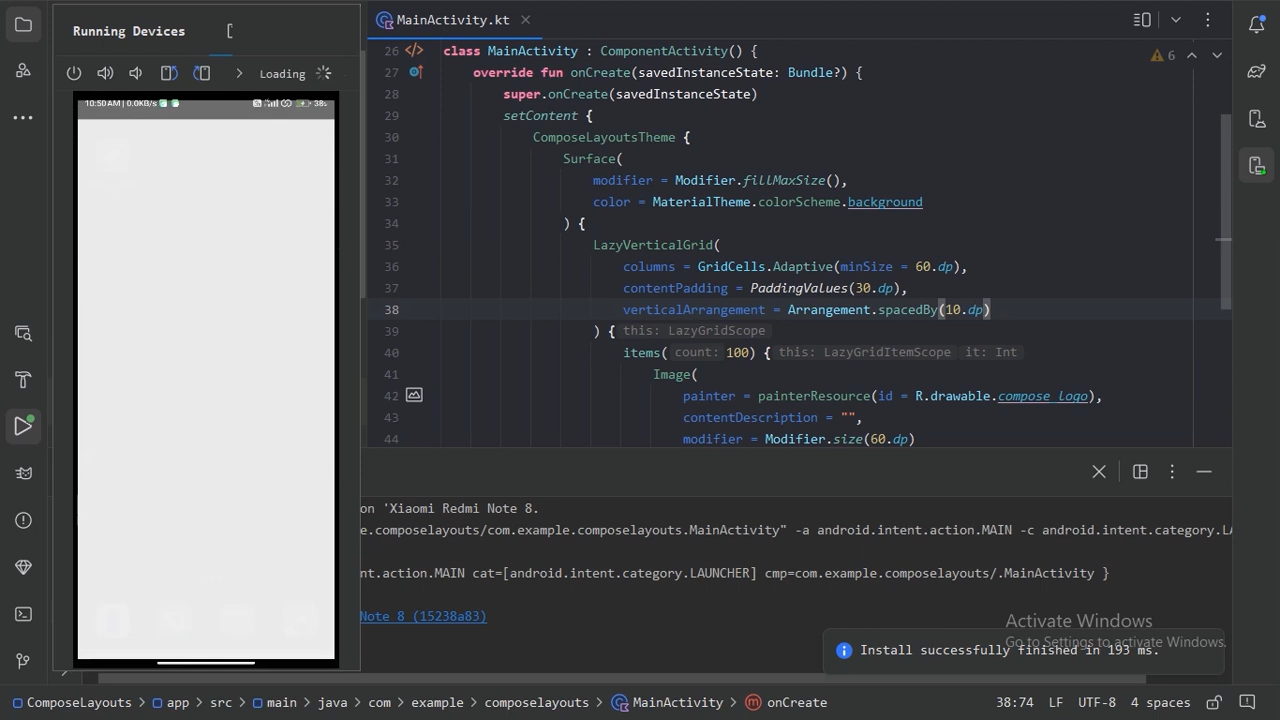 MainActivity.kt
Running Devices
Loading
10:50 AM | 0.0KB/s
38
6
26 class MainActivity : ComponentActivity() {
27 override fun onCreate(savedInstanceState: Bundle?) {
28 super.onCreate(savedInstanceState)
29 setContent {
30 ComposeLayoutsTheme {
31 Surface(
32 modifier = Modifier.fillMaxSize(),
33 color = MaterialTheme.colorScheme.background
34 ) {
35 LazyVerticalGrid(
36 columns = GridCells.Adaptive(minSize = 60.dp),
37 contentPadding = PaddingValues(30.dp),
38 verticalArrangement = Arrangement.spacedBy(10.dp)
39 ) { this: LazyGridScope
40 items( count: 100) { this: LazyGridItemScope it: Int
41 Image(
42 painter = painterResource(id = R.drawable.compose_logo),
43 contentDescription = "",
44 modifier = Modifier.size(60.dp)
on 'Xiaomi Redmi Note 8.
e.composelayouts/com.example.composelayouts.MainActivity" -a android.intent.action.MAIN -c android.intent.category.LA
nt.action.MAIN cat=[android.intent.category.LAUNCHER] cmp=com.example.composelayouts/.MainActivity }
Note 8 (15238a83)
Activate Windows
Go to Settings to activate Windows.
Install successfully finished in 193 ms.
ComposeLayouts > app > src > main > java > com > example > composelayouts > MainActivity > onCreate
38:74 LF UTF-8 4 spaces